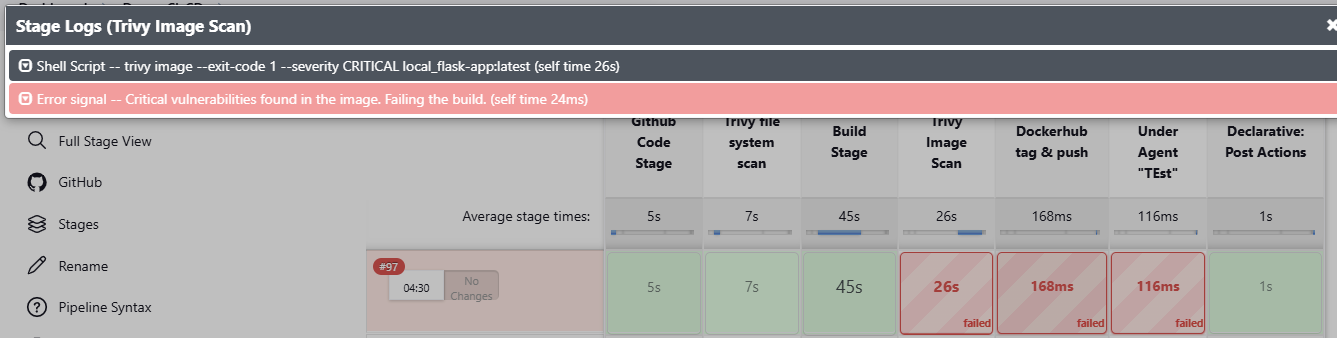 Stage Logs (Trivy Image Scan)
Shell Script -- trivy image --exit-code 1 --severity CRITICAL local_flask-app:latest (self time 26s)
Error signal -- Critical vulnerabilities found in the image. Failing the build. (self time 24ms)
Full Stage View
GitHub
Stages
Rename
Pipeline Syntax
Github
Code
Stage
Trivy file
system
scan
Build
Stage
Trivy
Image
Scan
Dockerhub
tag & push
Under
Agent
"TEst"
Declarative:
Post Actions
Average stage times:
5s
7s
45s
26s
168ms
116ms
1s
#97
04:30
No
Changes
5s
7s
45s
26s
failed
168ms
failed
116ms
failed
1s